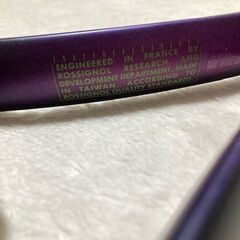 ENGINEERED IN FRANCE BY
ROSSIGNOL RESEARCH AND
DEVELOPMENT DEPARTMENT, MADE
IN TAIWAN, ACCORDING TO
ROSSIGNOL QUALITY STANDARDS.